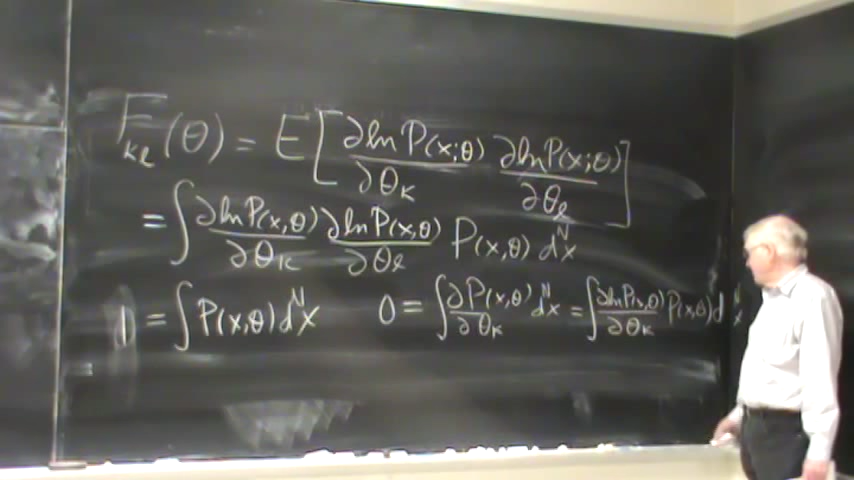 F_{kl}(θ) = E[∂lnP(x;θ)/∂θ_K ∂lnP(x;θ)/∂θ_l]
= ∫ ∂lnP(x,θ)/∂θ_K ∂lnP(x,θ)/∂θ_l P(x,θ) d^N x
1 = ∫ P(x,θ) d^N x 0 = ∫ ∂P(x,θ)/∂θ_K d^N x = ∫ ∂lnP(x,θ)/∂θ_K P(x,θ) d^N x
=